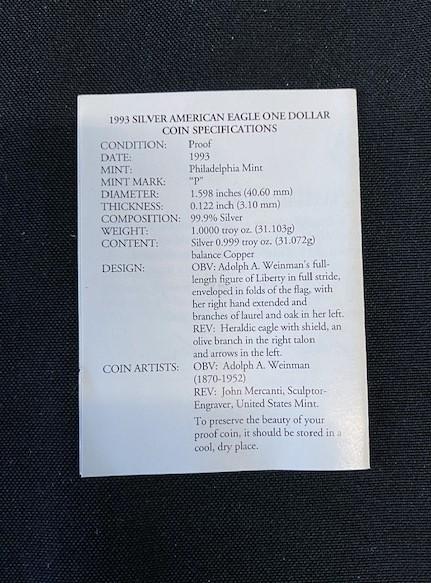 1993 SILVER AMERICAN EAGLE ONE DOLLAR
COIN SPECIFICATIONS
CONDITION: Proof
DATE: 1993
MINT: Philadelphia Mint
MINT MARK: "P"
DIAMETER: 1.598 inches (40.60 mm)
THICKNESS: 0.122 inch (3.10 mm)
COMPOSITION: 99.9% Silver
WEIGHT: 1.0000 troy oz. (31.103g)
CONTENT: Silver 0.999 troy oz. (31.072g)
balance Copper
DESIGN: OBV: Adolph A. Weinman's full-
length figure of Liberty in full stride,
enveloped in folds of the flag, with
her right hand extended and
branches of laurel and oak in her left.
REV: Heraldic eagle with shield, an
olive branch in the right talon
and arrows in the left.
COIN ARTISTS: OBV: Adolph A. Weinman
(1870-1952)
REV: John Mercanti, Sculptor-
Engraver, United States Mint.
To preserve the beauty of your
proof coin, it should be stored in a
cool, dry place.